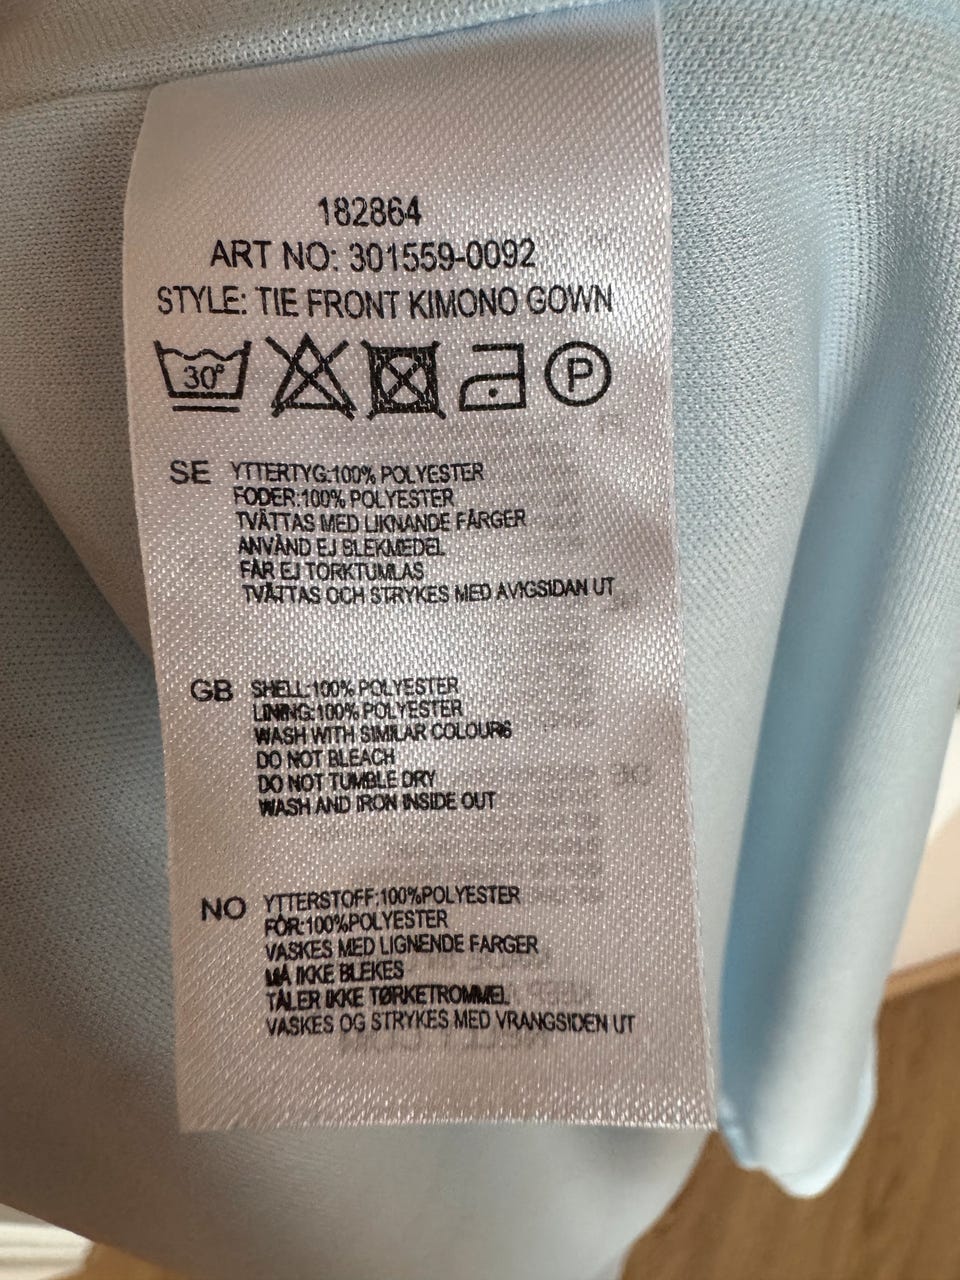 182864
ART NO: 301559-0092
STYLE: TIE FRONT KIMONO GOWN
30° P
SE YTTERTYG:100% POLYESTER
FODER:100% POLYESTER
TVÄTTAS MED LIKNANDE FÄRGER
ANVÄND EJ BLEKMEDEL
FÅR EJ TORKTUMLAS
TVÄTTAS OCH STRYKES MED AVIGSIDAN UT
GB SHELL:100% POLYESTER
LINING:100% POLYESTER
WASH WITH SIMILAR COLOURS
DO NOT BLEACH
DO NOT TUMBLE DRY
WASH AND IRON INSIDE OUT
NO YTTERSTOFF:100%POLYESTER
FÔR:100%POLYESTER
VASKES MED LIGNENDE FARGER
MÅ IKKE BLEKES
TÅLER IKKE TØRKETROMMEL
VASKES OG STRYKES MED VRANGSIDEN UT